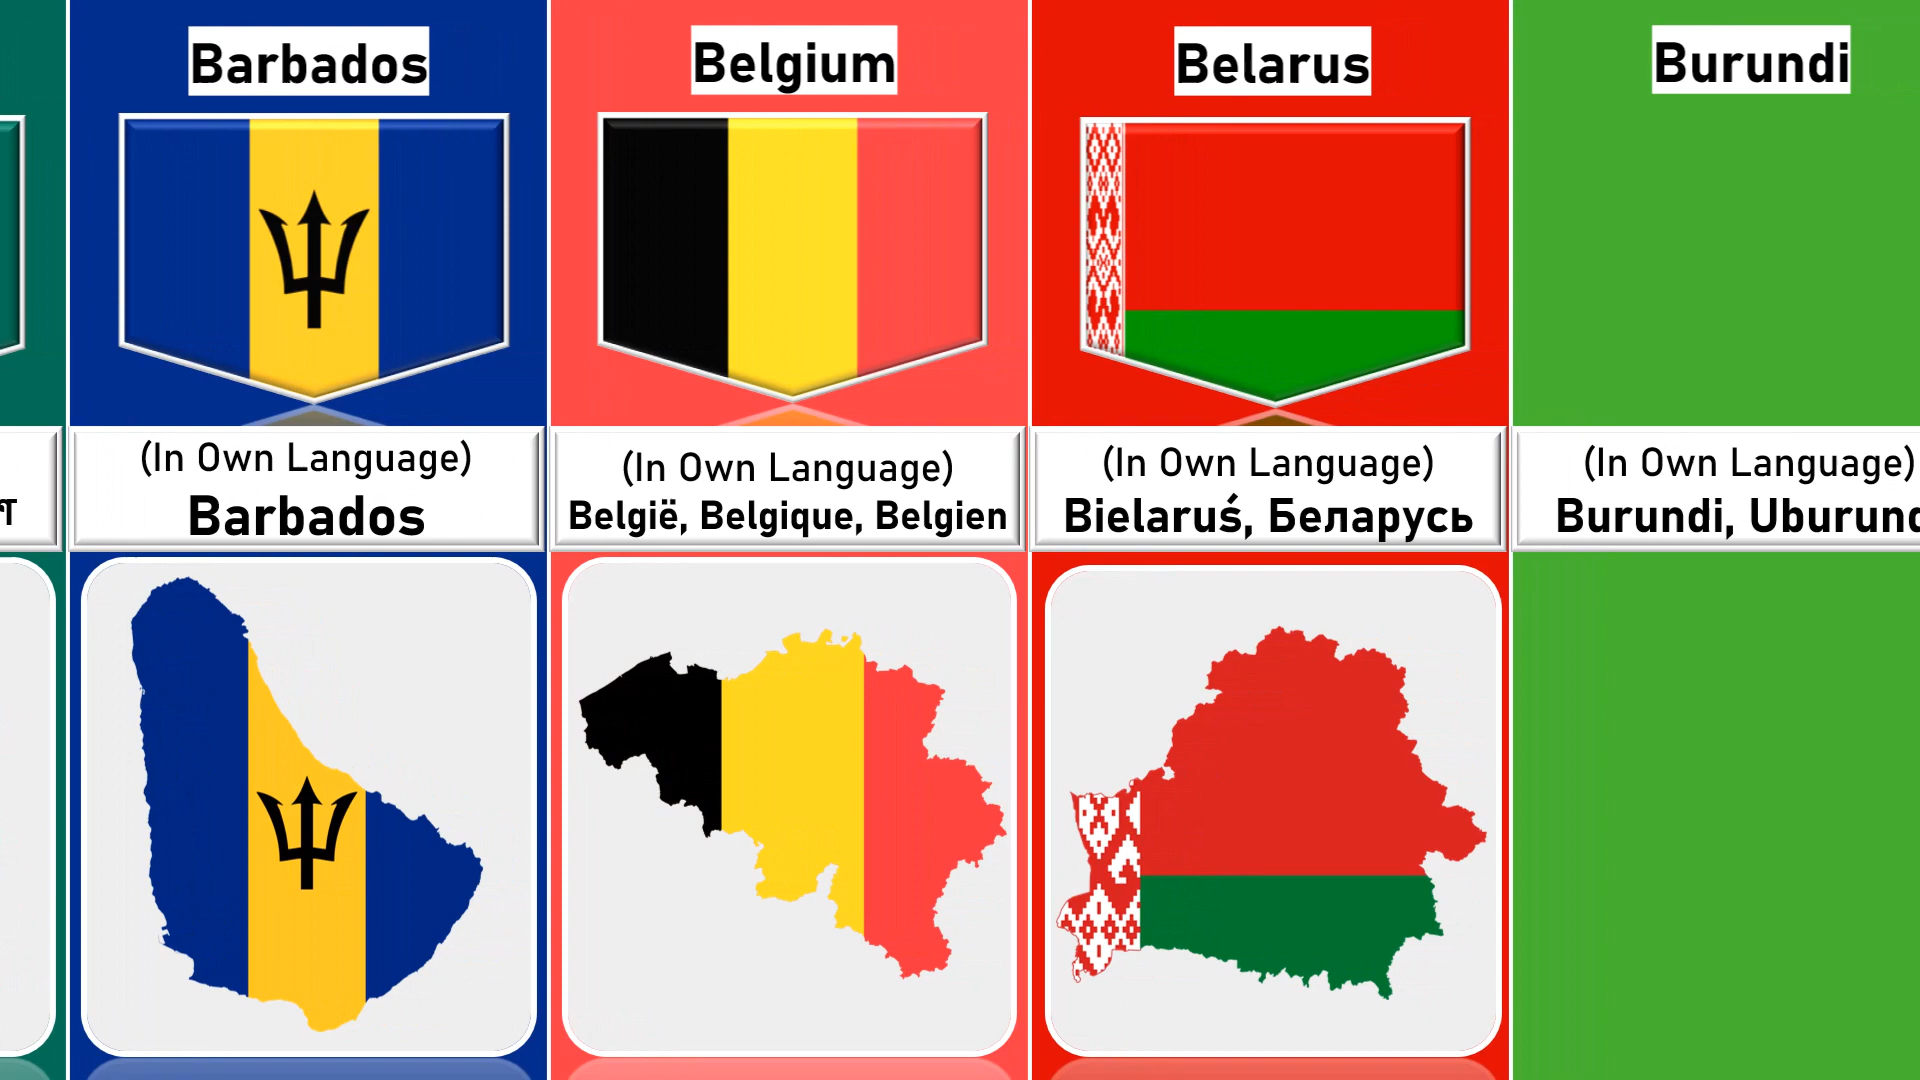 Barbados
(In Own Language)
Barbados
Belgium
(In Own Language)
België, Belgique, Belgien
Belarus
(In Own Language)
Bielaruś, Беларусь
Burundi
(In Own Language)
Burundi,